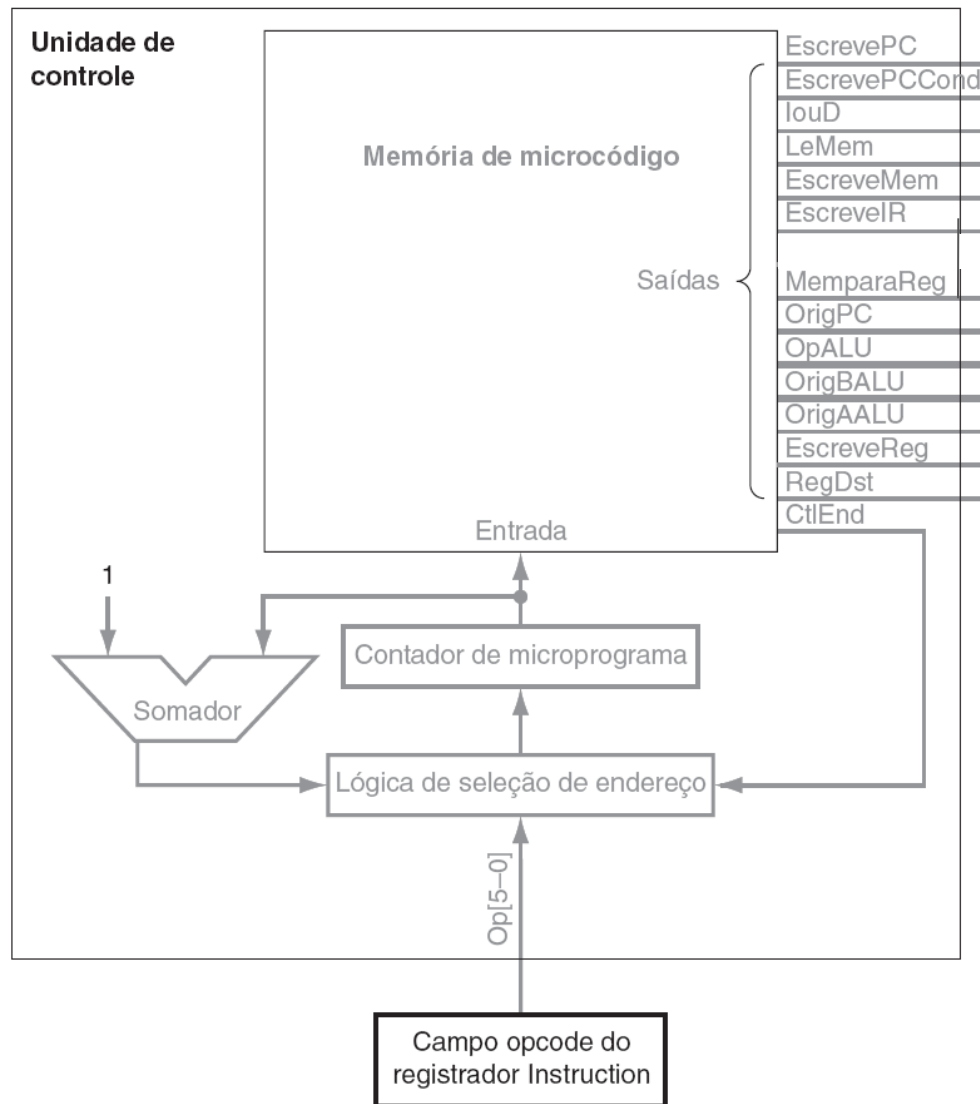 Unidade de
controle
Memória de microcódigo
Saídas
EscrevePC
EscrevePCCond
IouD
LeMem
EscreveMem
EscreveIR
MemparaReg
OrigPC
OpALU
OrigBALU
OrigAALU
EscreveReg
RegDst
CtlEnd
Entrada
1
Contador de microprograma
Somador
Lógica de seleção de endereço
Op[5–0]
Campo opcode do
registrador Instruction